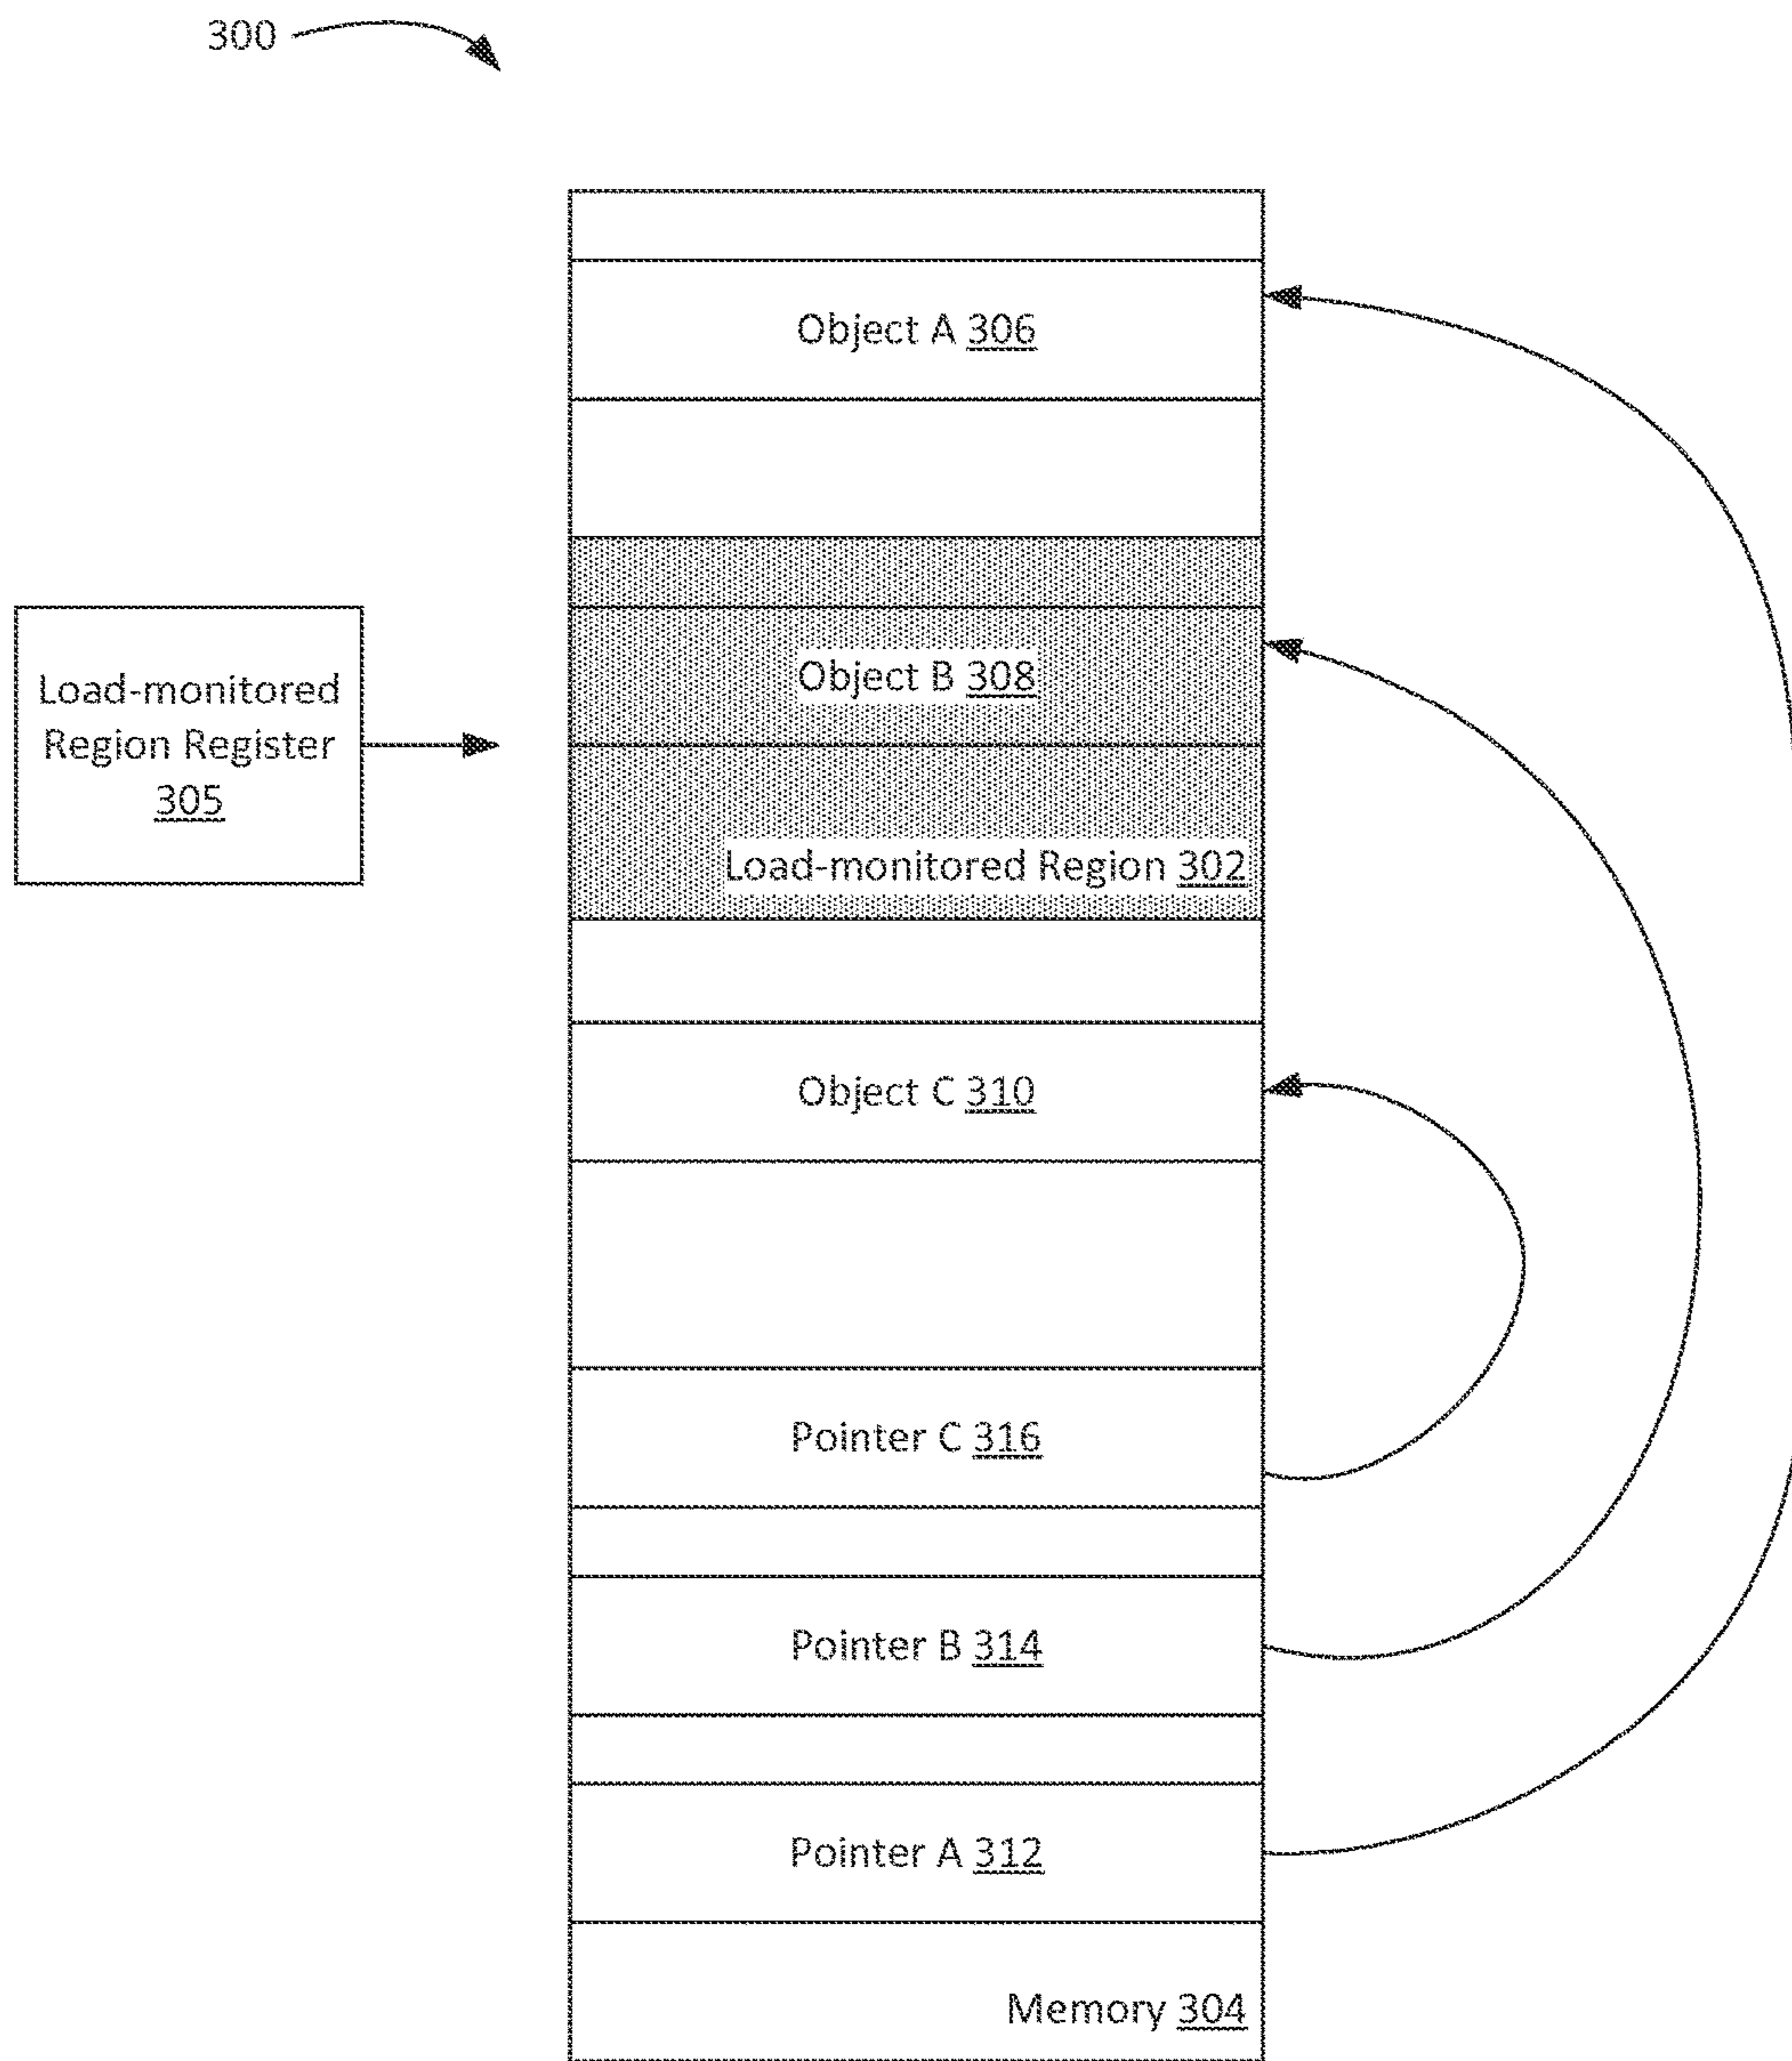 300
Object A 306
Object B 308
Load-monitored
Region Register
305
Load-monitored Region 302
Object C 310
Pointer C 316
Pointer B 314
Pointer A 312
Memory 304